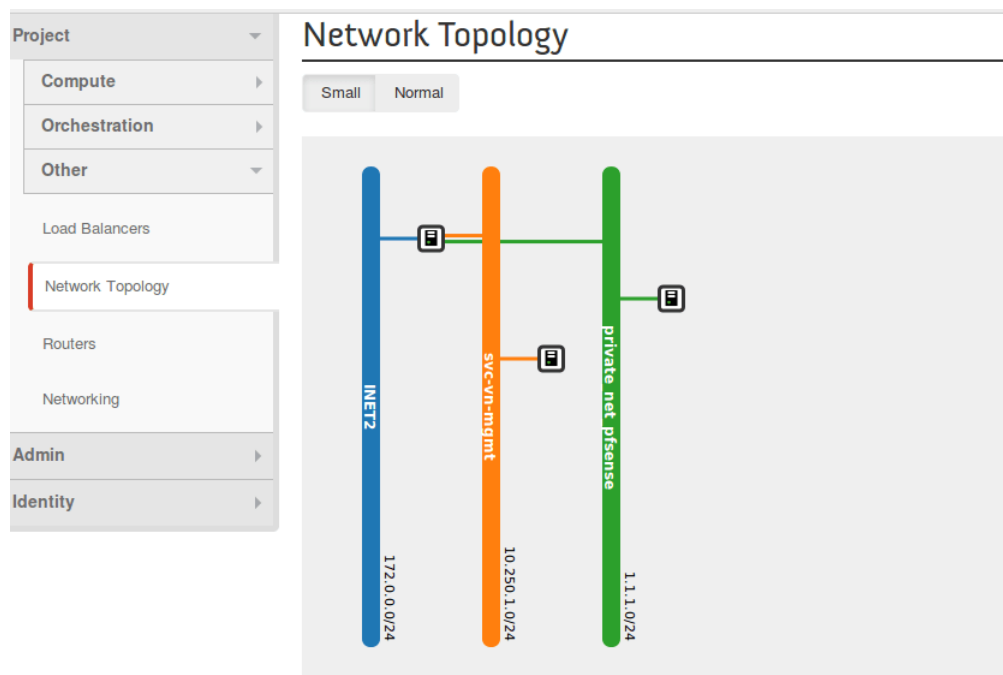 Project
Compute
Orchestration
Other
Load Balancers
Network Topology
Routers
Networking
Admin
Identity
Network Topology
Small
Normal
INET2
172.0.0.0/24
svc-vn-mgmt
10.250.1.0/24
private_net_pfsense
1.1.1.0/24